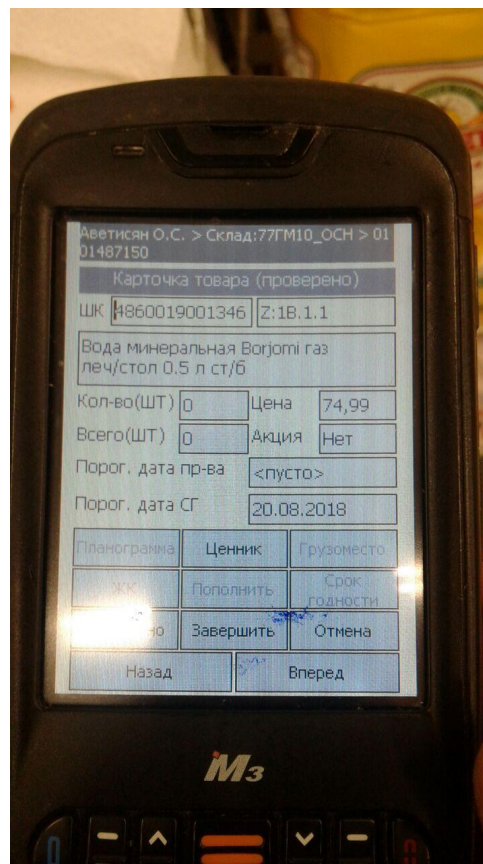 Аветисян О.С. > Склад:77ГМ10_ОСН > 01
01487150
Карточка товара (проверено)
ШК 4860019001346 Z:1B.1.1
Вода минеральная Borjomi газ
леч/стол 0.5 л ст/б
Кол-во(ШТ) 0 Цена 74,99
Всего(ШТ) 0 Акция Нет
Порог. дата пр-ва <пусто>
Порог. дата СГ 20.08.2018
Планограмма Ценник Грузоместо
ЖК Пополнить Срок
годности
Завершить Отмена
Назад Вперед
M3